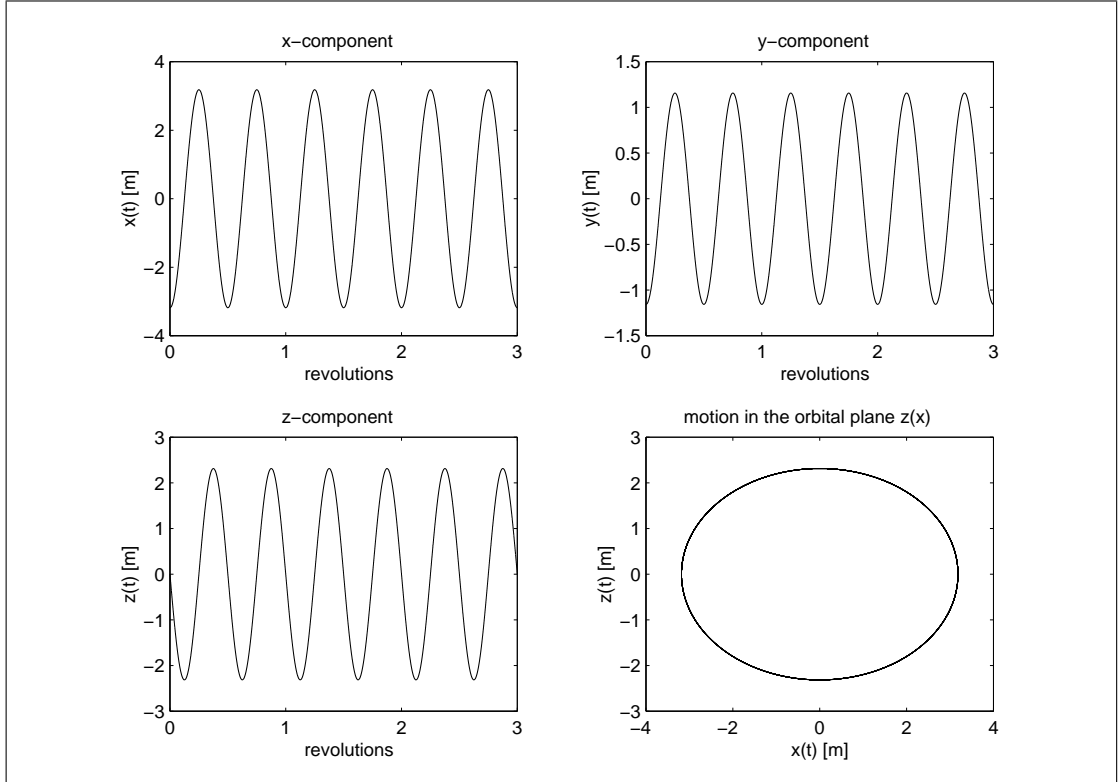 x−component
4
2
0
−2
−4
x(t) [m]
0 1 2 3
revolutions
y−component
1.5
1
0.5
0
−0.5
−1
−1.5
y(t) [m]
0 1 2 3
revolutions
z−component
3
2
1
0
−1
−2
−3
z(t) [m]
0 1 2 3
revolutions
motion in the orbital plane z(x)
3
2
1
0
−1
−2
−3
z(t) [m]
−4 −2 0 2 4
x(t) [m]